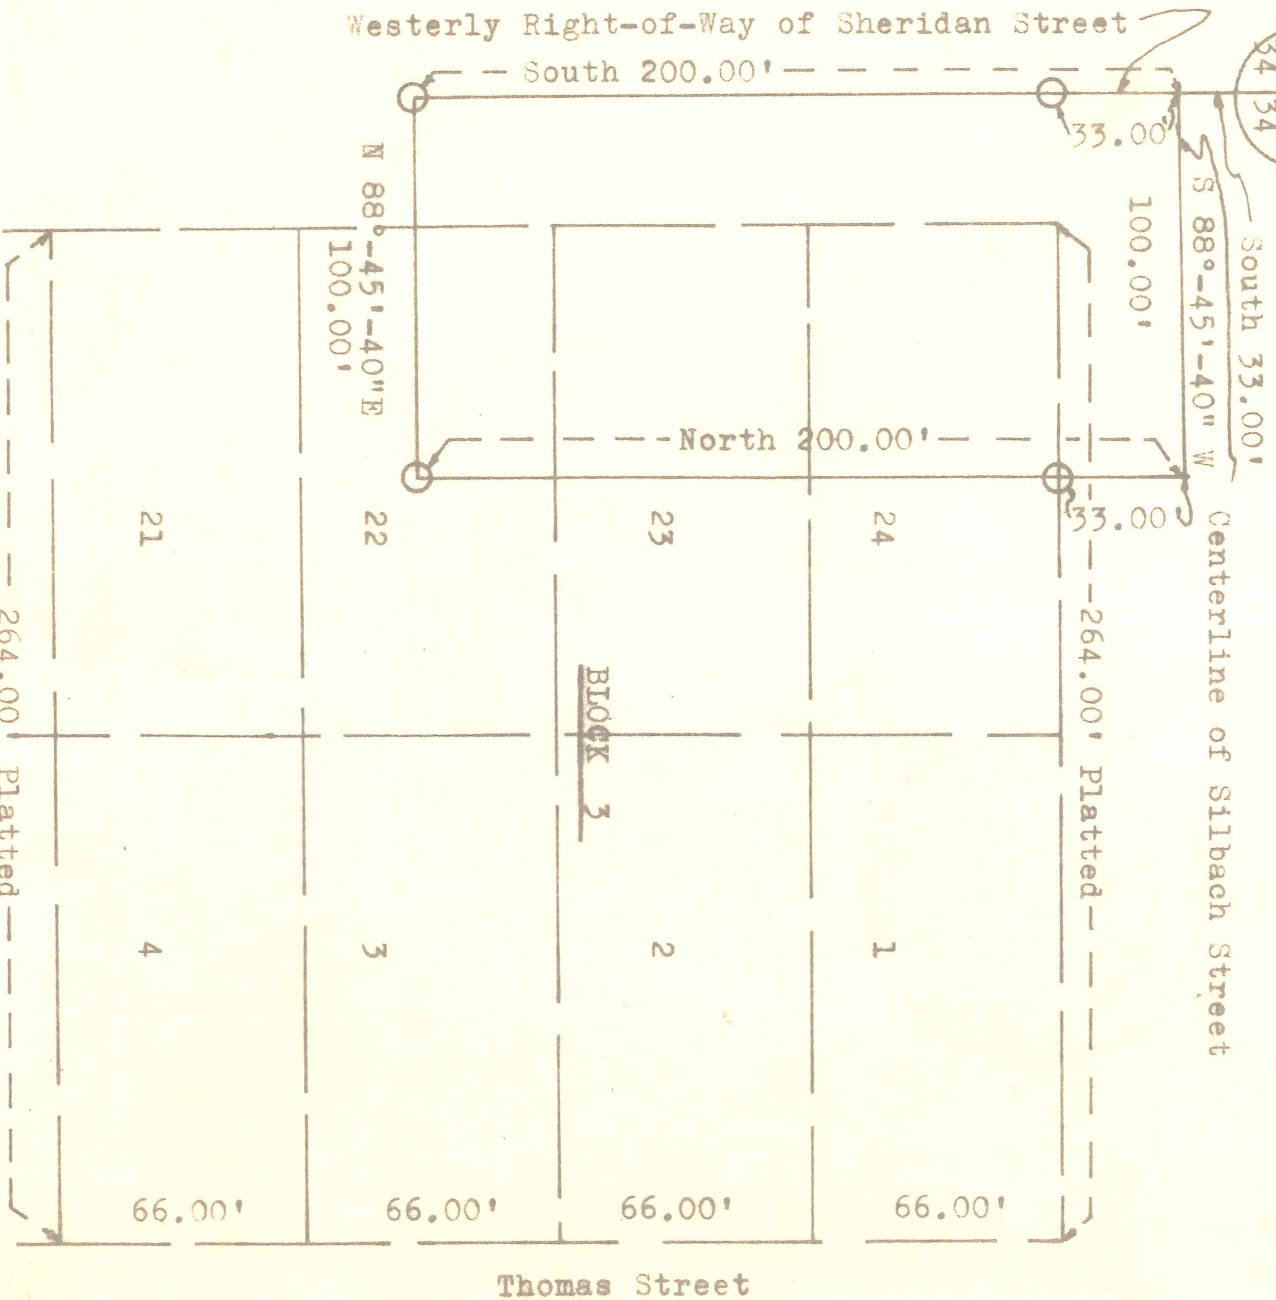 Westerly Right-of-Way of Sheridan Street
South 200.00'
34
34
33.00'
N 88°-45'-40"E
100.00'
100.00'
S 88°-45'-40" W
South 33.00'
North 200.00'
33.00'
Centerline of Silbach Street
21
22
23
24
264.00' Platted
264.00' Platted
BLOCK 3
4
3
2
1
66.00'
66.00'
66.00'
66.00'
Thomas Street